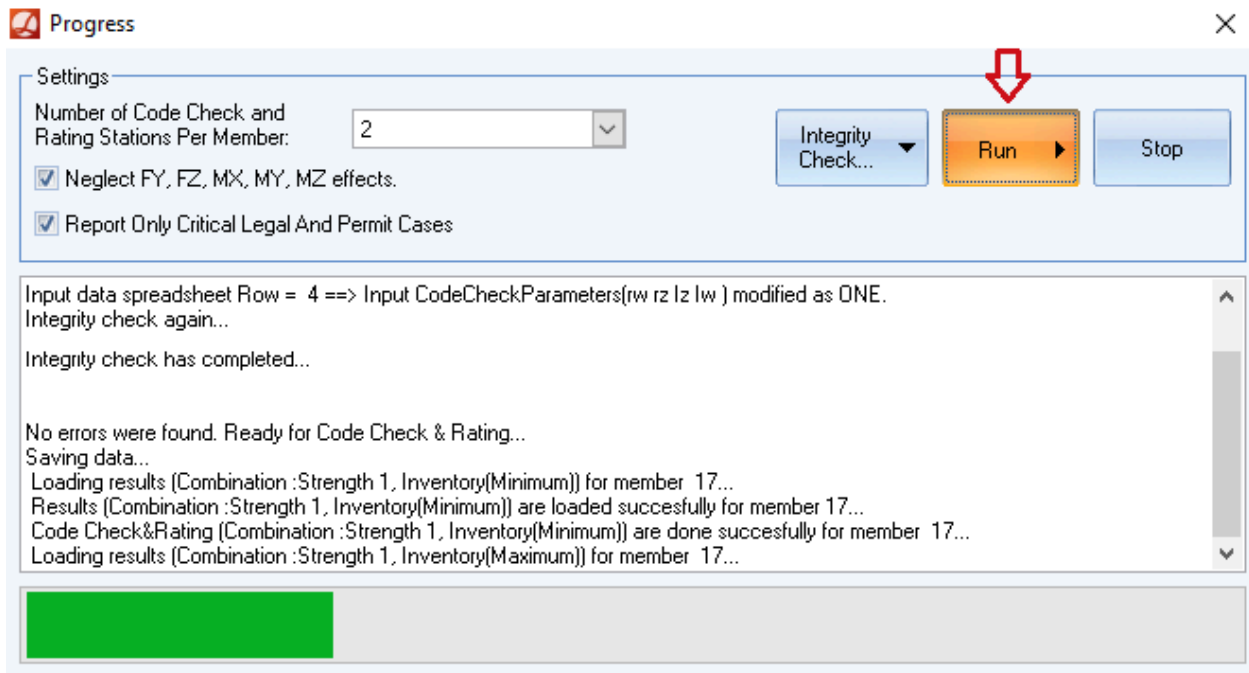 Progress
Settings
Number of Code Check and
Rating Stations Per Member:
2
Integrity
Check...
Run
Stop
Neglect FY, FZ, MX, MY, MZ effects.
Report Only Critical Legal And Permit Cases
Input data spreadsheet Row =  4 ==> Input CodeCheckParameters(rw rz lz lw ) modified as ONE.
Integrity check again...
Integrity check has completed...
No errors were found. Ready for Code Check & Rating...
Saving data...
Loading results (Combination :Strength 1, Inventory(Minimum)) for member  17...
Results (Combination :Strength 1, Inventory(Minimum)) are loaded succesfully for member 17...
Code Check&Rating (Combination :Strength 1, Inventory(Minimum)) are done succesfully for member  17...
Loading results (Combination :Strength 1, Inventory(Maximum)) for member  17...